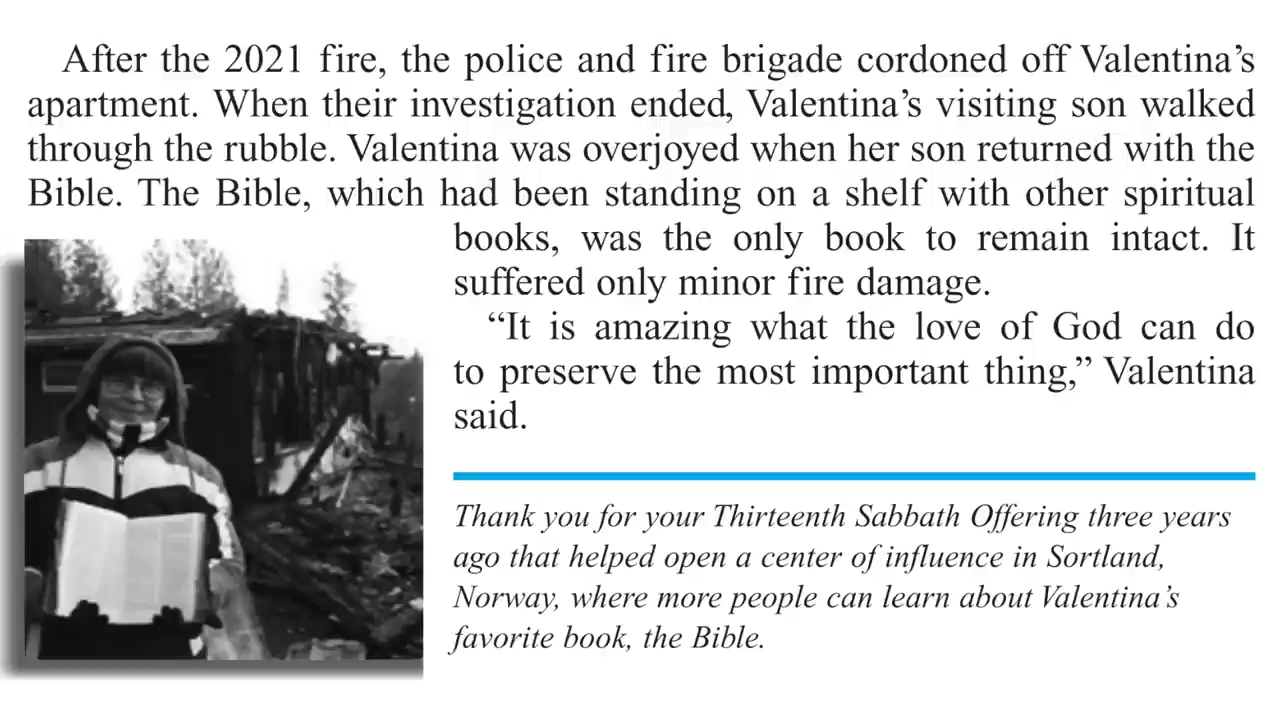 After the 2021 fire, the police and fire brigade cordoned off Valentina’s
apartment. When their investigation ended, Valentina’s visiting son walked
through the rubble. Valentina was overjoyed when her son returned with the
Bible. The Bible, which had been standing on a shelf with other spiritual
books, was the only book to remain intact. It
suffered only minor fire damage.
“It is amazing what the love of God can do
to preserve the most important thing,” Valentina
said.
Thank you for your Thirteenth Sabbath Offering three years
ago that helped open a center of influence in Sortland,
Norway, where more people can learn about Valentina’s
favorite book, the Bible.